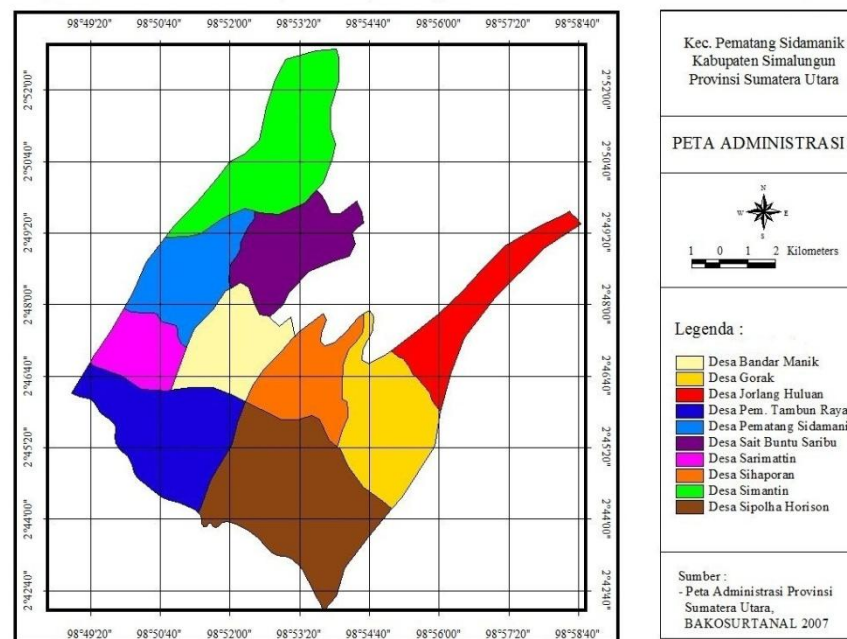 98°49'20" 98°50'40" 98°52'00" 98°53'20" 98°54'40" 98°56'00" 98°57'20" 98°58'40"
2°52'00" 2°52'00"
2°50'40" 2°50'40"
2°49'20" 2°49'20"
2°48'00" 2°48'00"
2°46'40" 2°46'40"
2°45'20" 2°45'20"
2°44'00" 2°44'00"
2°42'40" 2°42'40"
98°49'20" 98°50'40" 98°52'00" 98°53'20" 98°54'40" 98°56'00" 98°57'20" 98°58'40"
Kec. Pematang Sidamanik
Kabupaten Simalungun
Provinsi Sumatera Utara
PETA ADMINISTRASI
N
W E
S
1 0 1 2 Kilometers
Legenda :
Desa Bandar Manik
Desa Gorak
Desa Jorlang Huluan
Desa Pem. Tambun Raya
Desa Pematang Sidamani
Desa Sait Buntu Saribu
Desa Sarimattin
Desa Sihaporan
Desa Simantin
Desa Sipolha Horison
Sumber :
- Peta Administrasi Provinsi
Sumatera Utara,
BAKOSURTANAL 2007